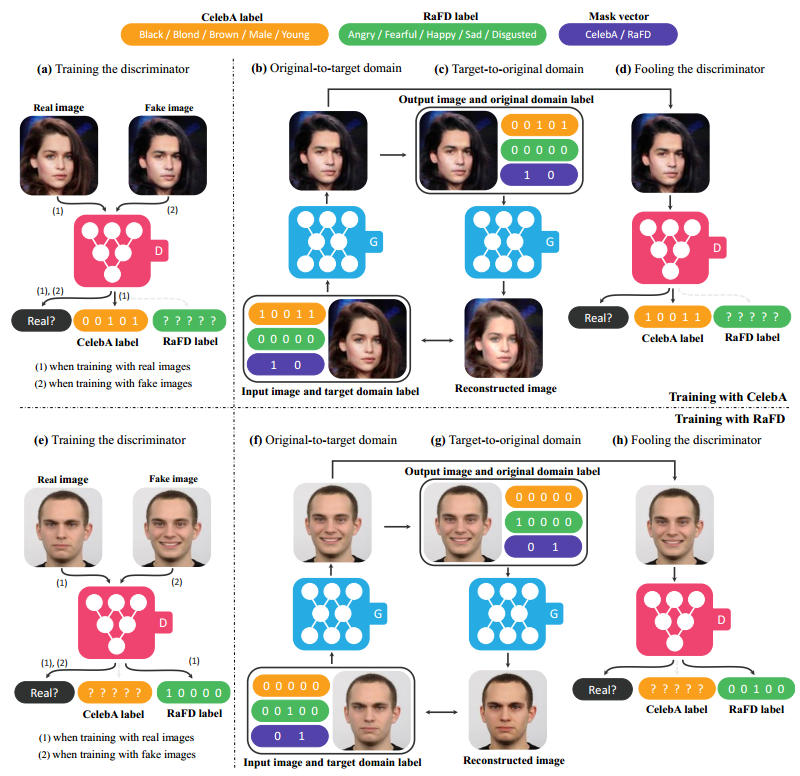 CelebA label
RaFD label
Mask vector
Black / Blond / Brown / Male / Young
Angry / Fearful / Happy / Sad / Disgusted
CelebA / RaFD
(a) Training the discriminator
(b) Original-to-target domain
(c) Target-to-original domain
(d) Fooling the discriminator
Real image
Fake image
Output image and original domain label
0 0 1 0 1
0 0 0 0 0
1 0
(1)
(2)
D
G
G
D
(1), (2)
(1)
Real?
0 0 1 0 1
? ? ? ? ?
CelebA label
RaFD label
1 0 0 1 1
0 0 0 0 0
1 0
Real?
1 0 0 1 1
? ? ? ? ?
CelebA label
RaFD label
(1) when training with real images
(2) when training with fake images
Input image and target domain label
Reconstructed image
Training with CelebA
Training with RaFD
(e) Training the discriminator
(f) Original-to-target domain
(g) Target-to-original domain
(h) Fooling the discriminator
Real image
Fake image
Output image and original domain label
0 0 0 0 0
1 0 0 0 0
0 1
(1)
(2)
D
G
G
D
(1), (2)
(1)
Real?
? ? ? ? ?
1 0 0 0 0
CelebA label
RaFD label
0 0 0 0 0
0 0 1 0 0
0 1
Real?
? ? ? ? ?
0 0 1 0 0
CelebA label
RaFD label
(1) when training with real images
(2) when training with fake images
Input image and target domain label
Reconstructed image